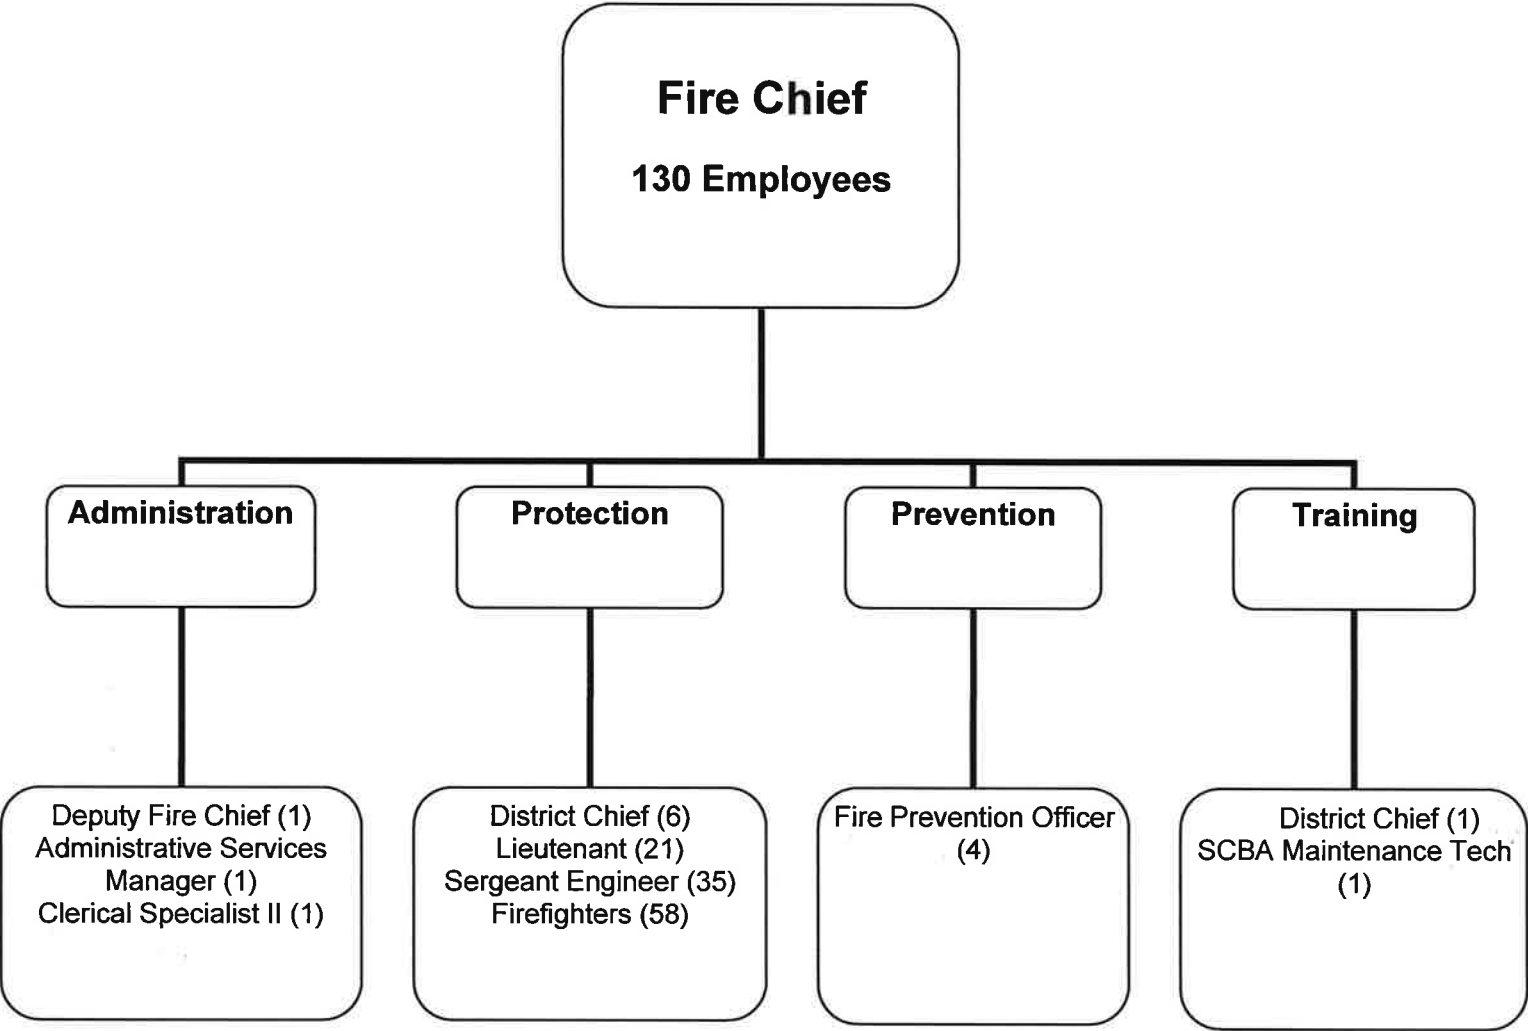 Fire Chief
130 Employees
Administration
Protection
Prevention
Training
Deputy Fire Chief (1)
Administrative Services
Manager (1)
Clerical Specialist II (1)
District Chief (6)
Lieutenant (21)
Sergeant Engineer (35)
Firefighters (58)
Fire Prevention Officer
(4)
District Chief (1)
SCBA Maintenance Tech
(1)